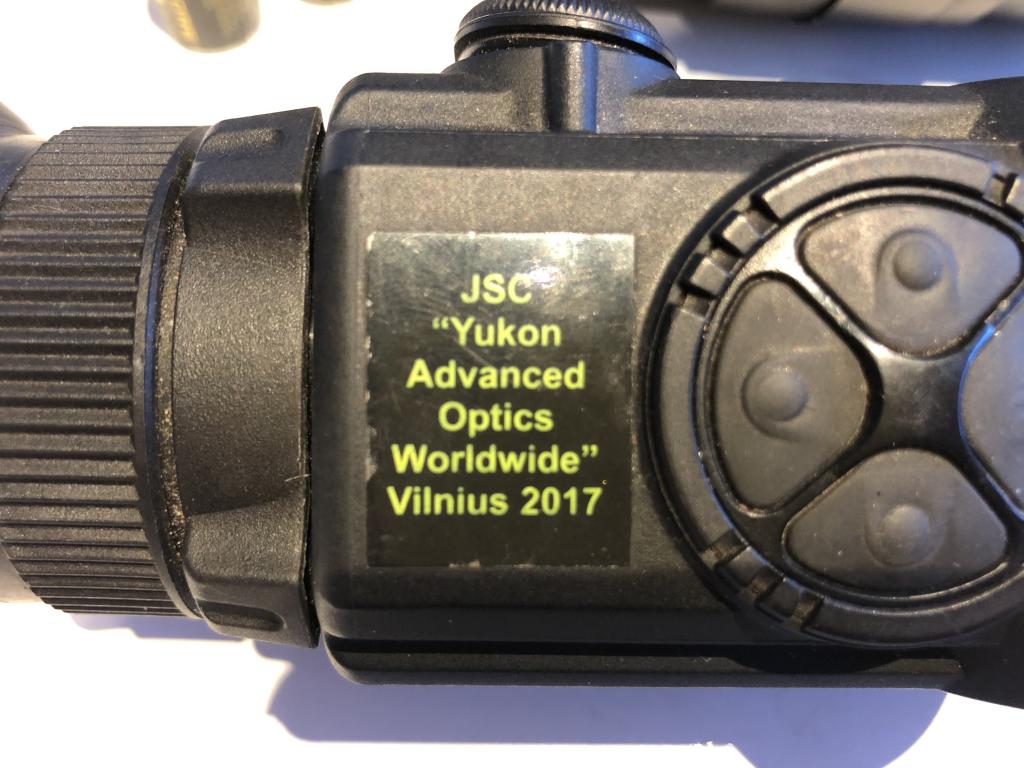 JSC
“Yukon
Advanced
Optics
Worldwide”
Vilnius 2017